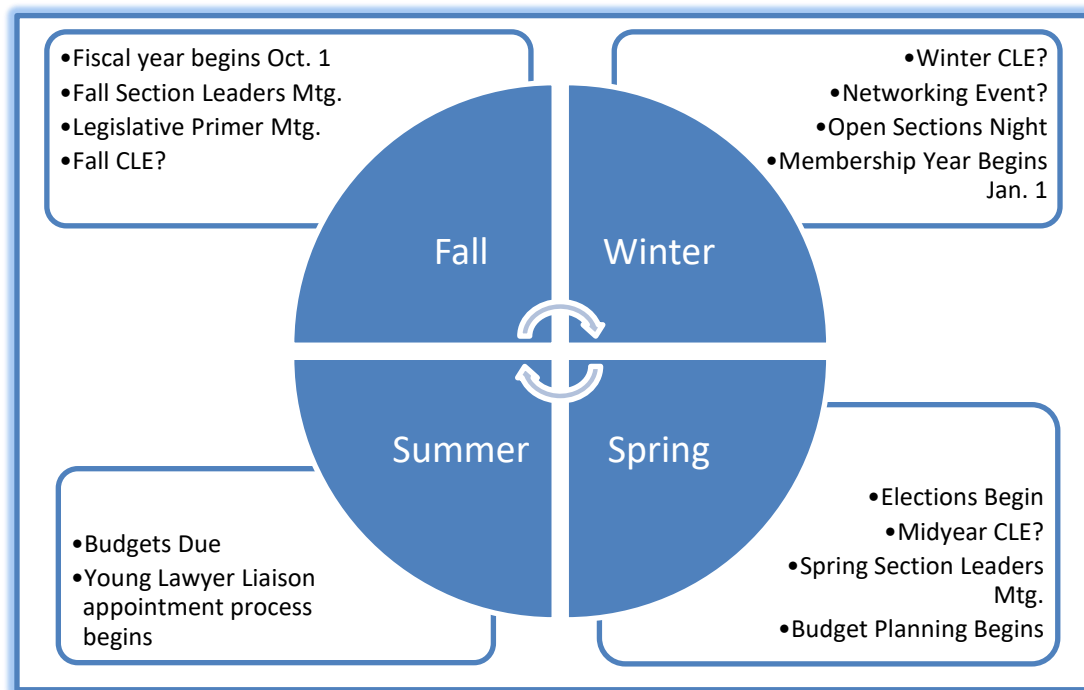 •Fiscal year begins Oct. 1
•Fall Section Leaders Mtg.
•Legislative Primer Mtg.
•Fall CLE?
•Winter CLE?
•Networking Event?
•Open Sections Night
•Membership Year Begins
Jan. 1
Fall
Winter
Summer
Spring
•Budgets Due
•Young Lawyer Liaison
appointment process
begins
•Elections Begin
•Midyear CLE?
•Spring Section Leaders
Mtg.
•Budget Planning Begins